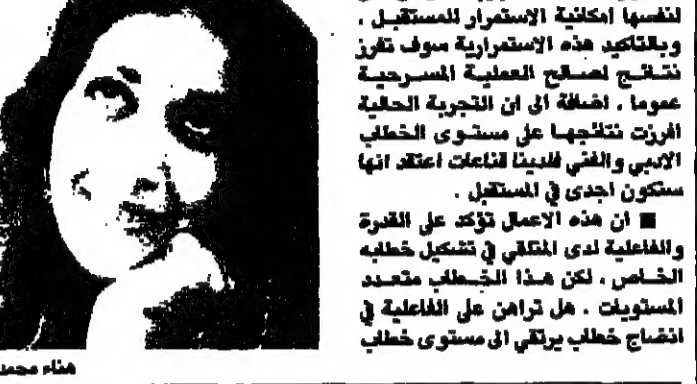 لنفسها امكانية الاستمرار للمستقبل .
وبالتاكيد هذه الاستمرارية سوف تفرز
نتائج لصالح العملية المسرحية
عموما . اضافة الى ان التجربة الحالية
افرزت نتائجها على مستوى الخطاب
الادبي والفني فلدينا قناعات اعتقد انها
ستكون اجدى في المستقبل .
■ ان هذه الاعمال تؤكد على القدرة
والفاعلية لدى المتلقي في تشكيل خطابه
الخاص . لكن هذا الخطاب متعدد
المستويات . هل تراهن على الفاعلية في
انضاج خطاب يرتقي الى مستوى خطاب
هناء محمد